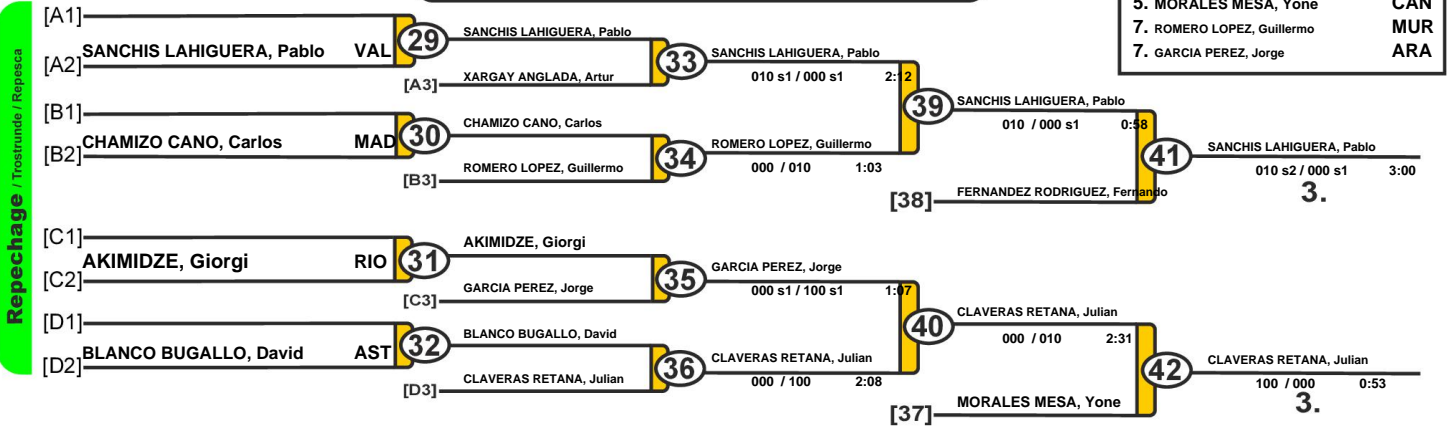 5. MORALES MESA, Yone CAN
7. ROMERO LOPEZ, Guillermo MUR
7. GARCIA PEREZ, Jorge ARA
Repechage / Trostrunde / Repesca
[A1]
SANCHIS LAHIGUERA, Pablo VAL
[A2]
29
SANCHIS LAHIGUERA, Pablo
[A3] XARGAY ANGLADA, Artur
33
SANCHIS LAHIGUERA, Pablo
010 s1 / 000 s1 2:12
[B1]
CHAMIZO CANO, Carlos MAD
[B2]
30
CHAMIZO CANO, Carlos
[B3] ROMERO LOPEZ, Guillermo
34
ROMERO LOPEZ, Guillermo
000 / 010 1:03
39
SANCHIS LAHIGUERA, Pablo
010 / 000 s1 0:58
[38] FERNANDEZ RODRIGUEZ, Fernando
41
SANCHIS LAHIGUERA, Pablo
010 s2 / 000 s1 3:00
3.
[C1]
AKIMIDZE, Giorgi RIO
[C2]
31
AKIMIDZE, Giorgi
[C3] GARCIA PEREZ, Jorge
35
GARCIA PEREZ, Jorge
000 s1 / 100 s1 1:07
[D1]
BLANCO BUGALLO, David AST
[D2]
32
BLANCO BUGALLO, David
[D3] CLAVERAS RETANA, Julian
36
CLAVERAS RETANA, Julian
000 / 100 2:08
40
CLAVERAS RETANA, Julian
000 / 010 2:31
[37] MORALES MESA, Yone
42
CLAVERAS RETANA, Julian
100 / 000 0:53
3.